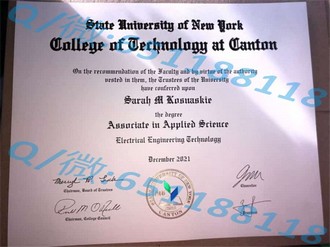 State University of New York
College of Technology at Canton
On the recommendation of the Faculty and by virtue of the authority
vested in them, the Trustees of the University
have conferred upon
Sarah M Kosnaskie
the degree
Associate in Applied Science
Electrical Engineering Technology
December 2021
Chairman, Board of Trustees
Chancellor
Chairman, College Council
CANTON
Q/微:651188118